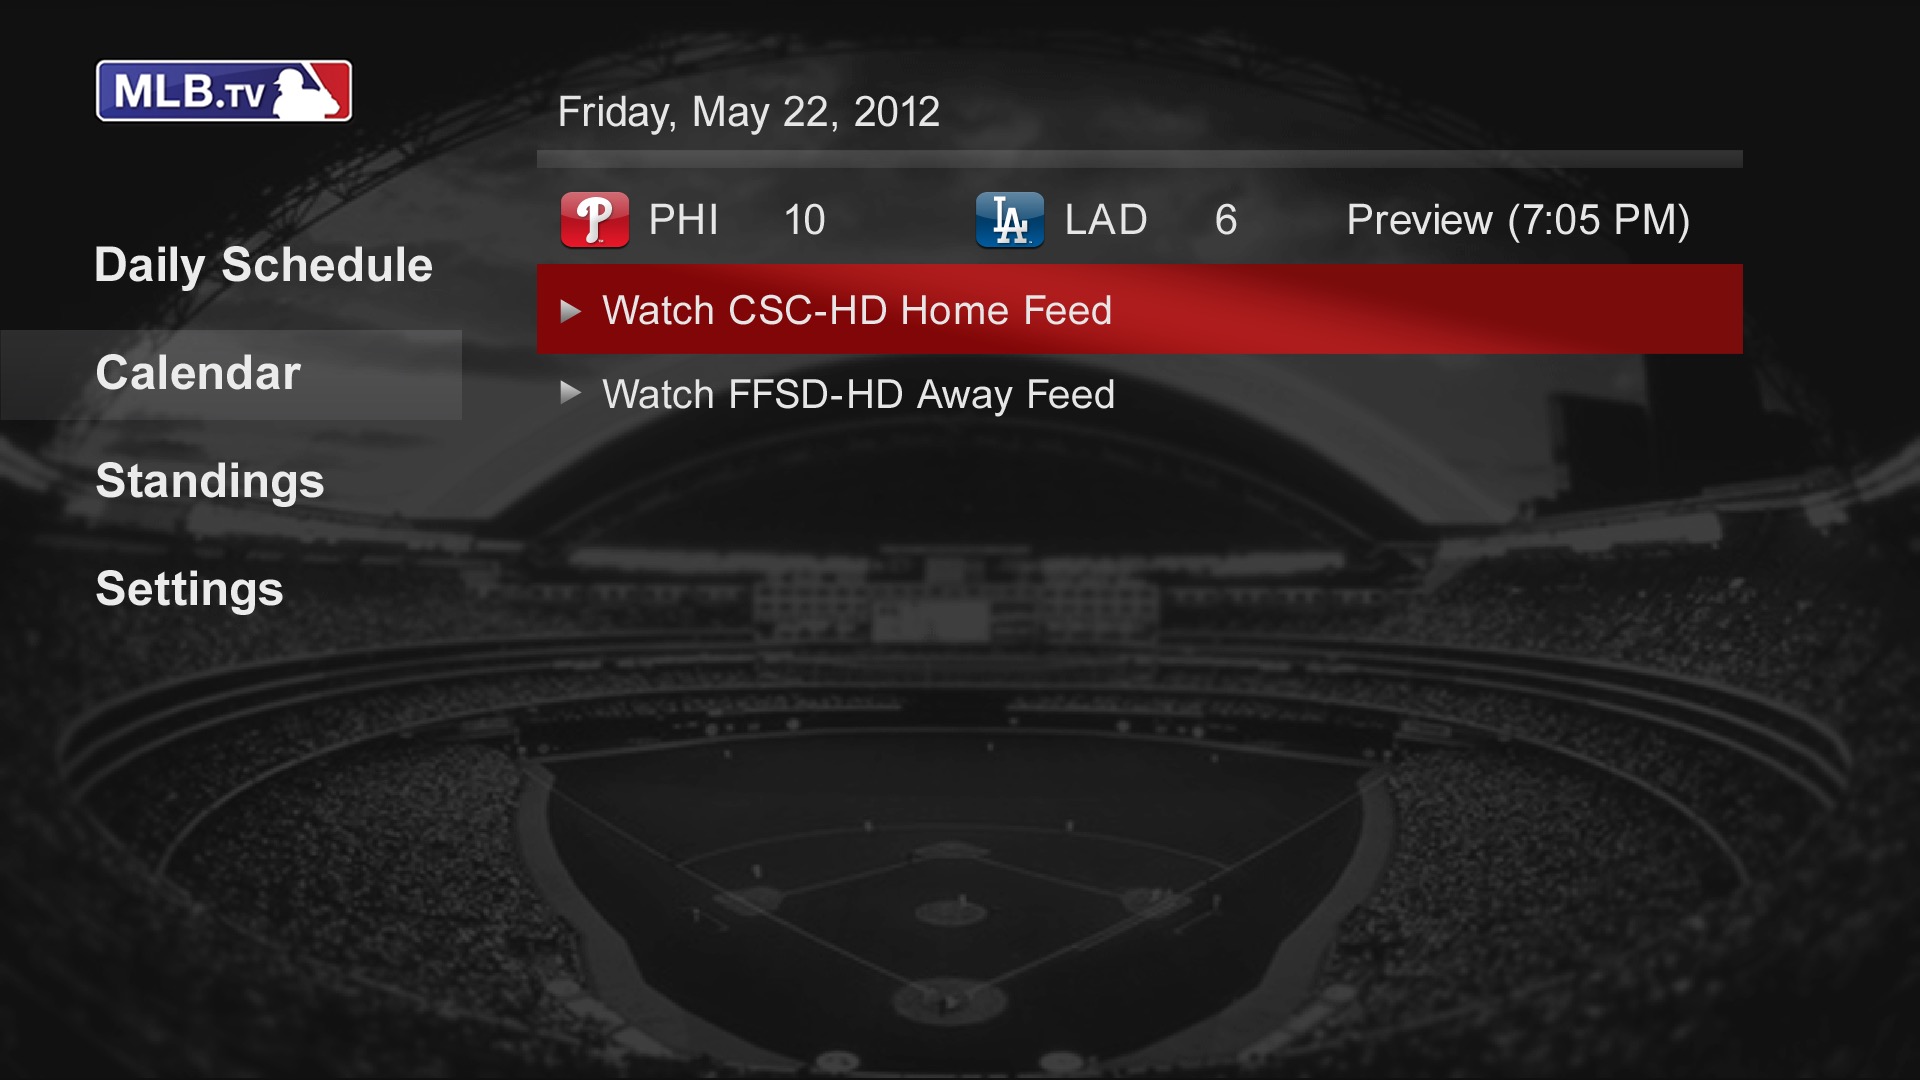 MLB.TV
Daily Schedule
Calendar
Standings
Settings
Friday, May 22, 2012
P PHI 10 LA LAD 6 Preview (7:05 PM)
Watch CSC-HD Home Feed
Watch FFSD-HD Away Feed